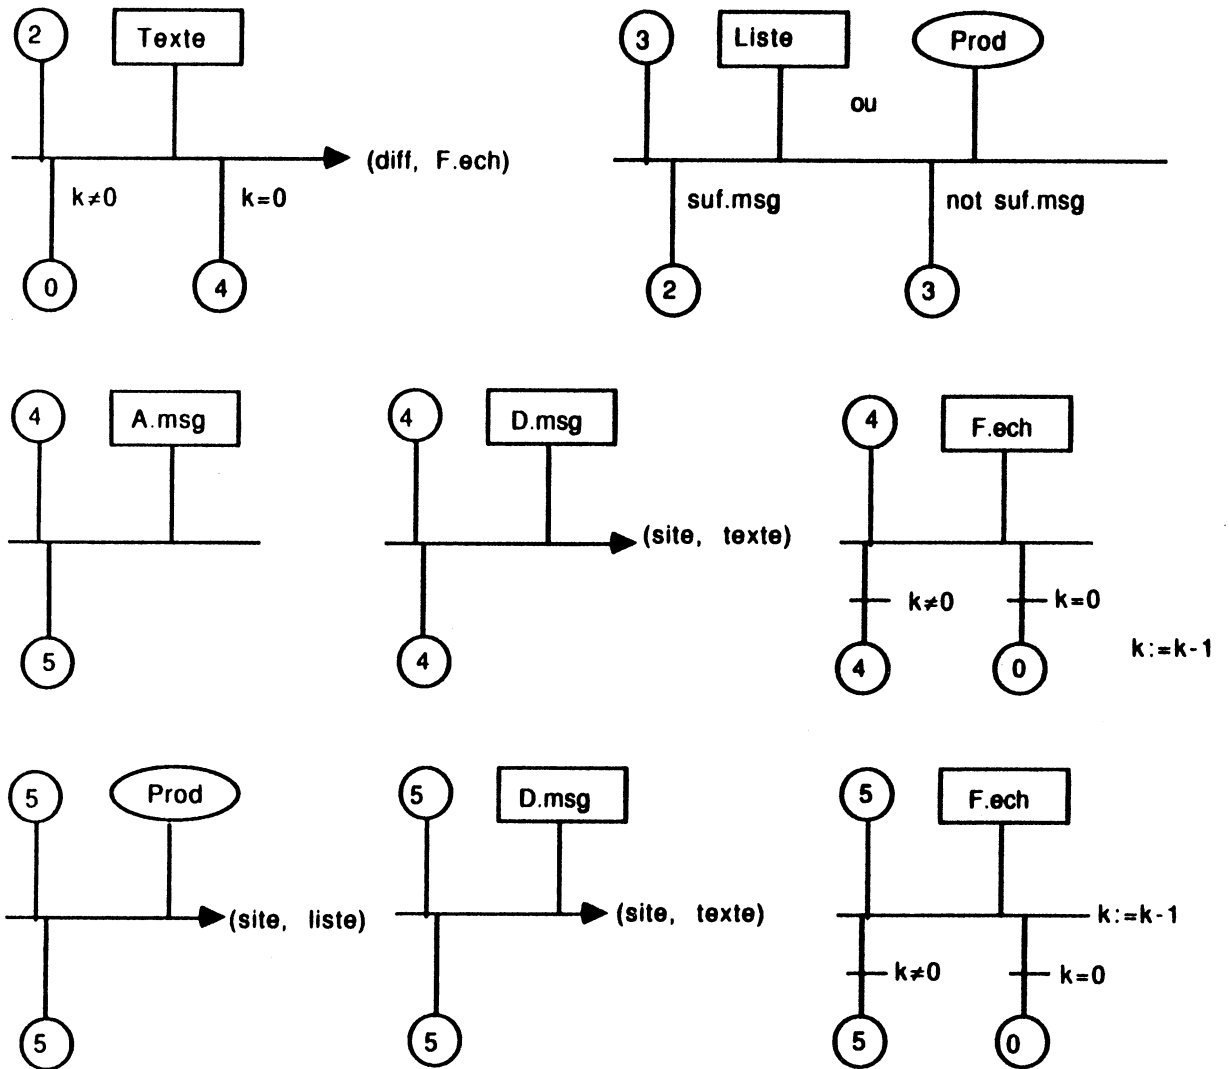 2 Texte
(diff, F.ech)
k≠0 k=0
0 4
3 Liste ou Prod
suf.msg not suf.msg
2 3
4 A.msg
5
4 D.msg
(site, texte)
4
4 F.ech
k≠0 k=0
k:=k-1
4 0
5 Prod
(site, liste)
5
5 D.msg
(site, texte)
5
5 F.ech
k:=k-1
k≠0 k=0
5 0